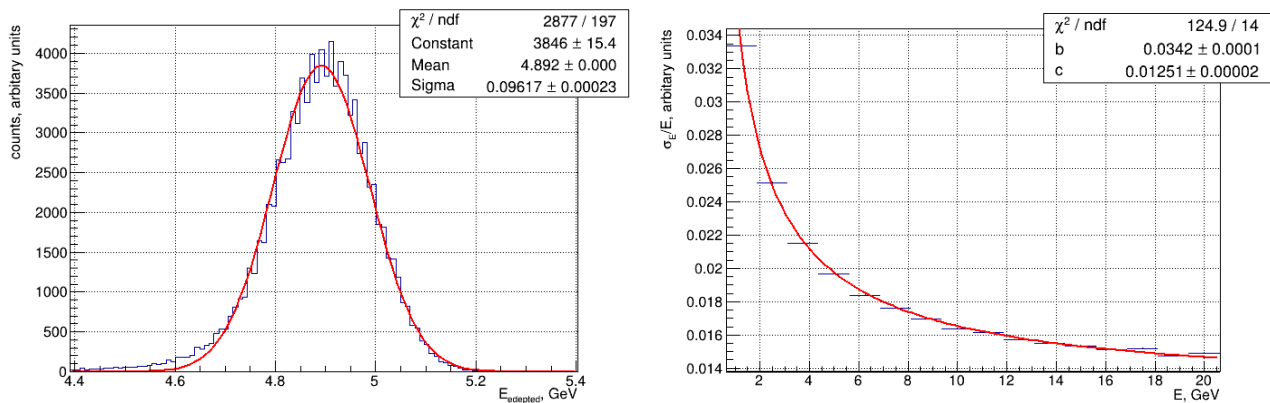 χ² / ndf 2877 / 197
Constant 3846 ± 15.4
Mean 4.892 ± 0.000
Sigma 0.09617 ± 0.00023
counts, arbitary units
4000
3500
3000
2500
2000
1500
1000
500
0
4.4 4.6 4.8 5 5.2 5.4
E_edepted, GeV
χ² / ndf 124.9 / 14
b 0.0342 ± 0.0001
c 0.01251 ± 0.00002
σ_E/E, arbitary units
0.034
0.032
0.03
0.028
0.026
0.024
0.022
0.02
0.018
0.016
0.014
2 4 6 8 10 12 14 16 18 20
E, GeV